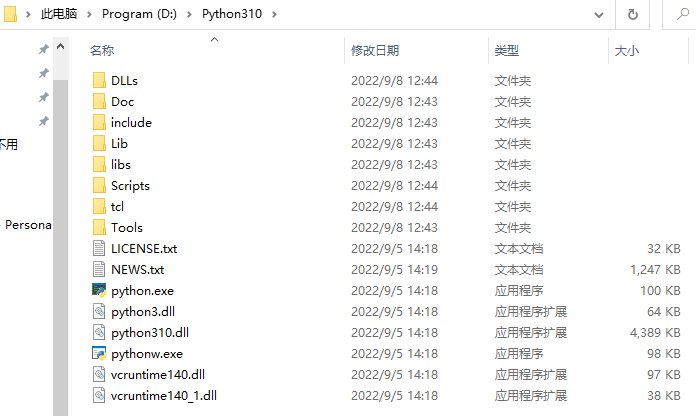 此电脑 > Program (D:) > Python310 >
名称 修改日期 类型 大小
DLLs 2022/9/8 12:44 文件夹
Doc 2022/9/8 12:43 文件夹
include 2022/9/8 12:43 文件夹
Lib 2022/9/8 12:43 文件夹
libs 2022/9/8 12:43 文件夹
Scripts 2022/9/8 12:44 文件夹
tcl 2022/9/8 12:44 文件夹
Tools 2022/9/8 12:43 文件夹
LICENSE.txt 2022/9/5 14:18 文本文档 32 KB
NEWS.txt 2022/9/5 14:19 文本文档 1,247 KB
python.exe 2022/9/5 14:18 应用程序 100 KB
python3.dll 2022/9/5 14:18 应用程序扩展 64 KB
python310.dll 2022/9/5 14:18 应用程序扩展 4,389 KB
pythonw.exe 2022/9/5 14:18 应用程序 98 KB
vcruntime140.dll 2022/9/5 14:18 应用程序扩展 97 KB
vcruntime140_1.dll 2022/9/5 14:18 应用程序扩展 38 KB
不用
- Persona